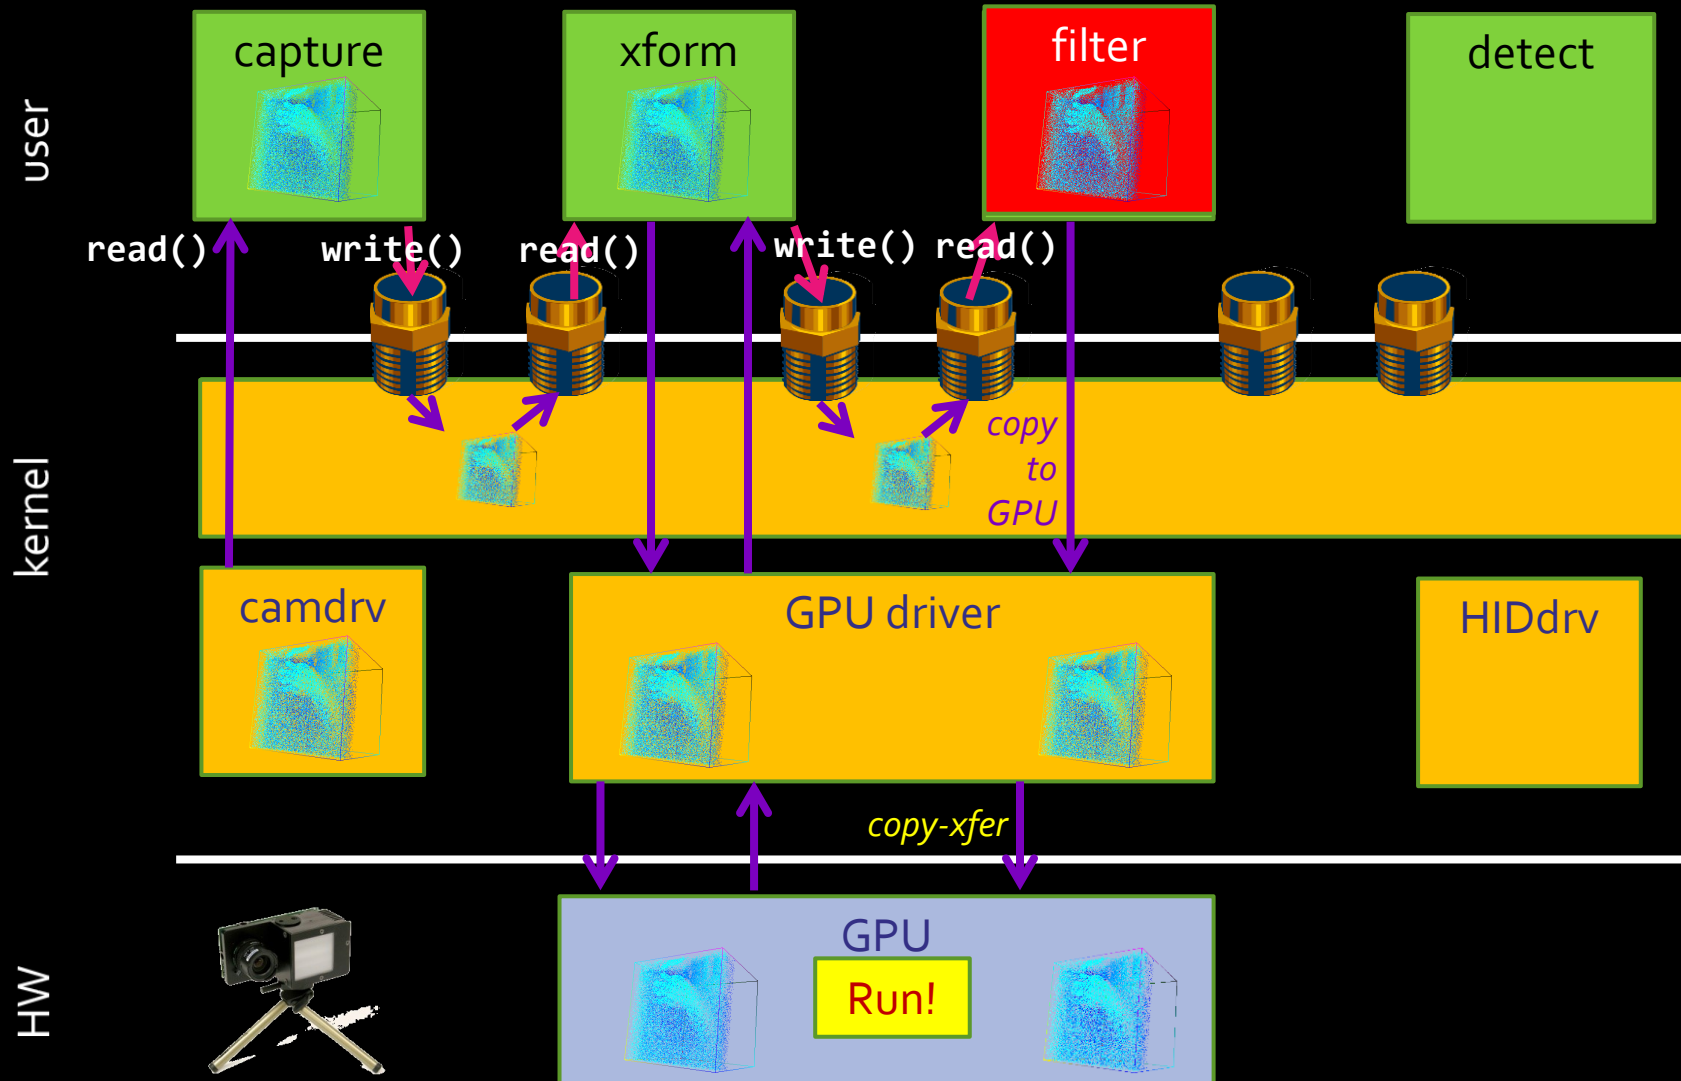 user
capture
xform
filter
detect
read()
write()
read()
write()
read()
kernel
copy
to
GPU
camdrv
GPU driver
HIDdrv
copy-xfer
HW
GPU
Run!